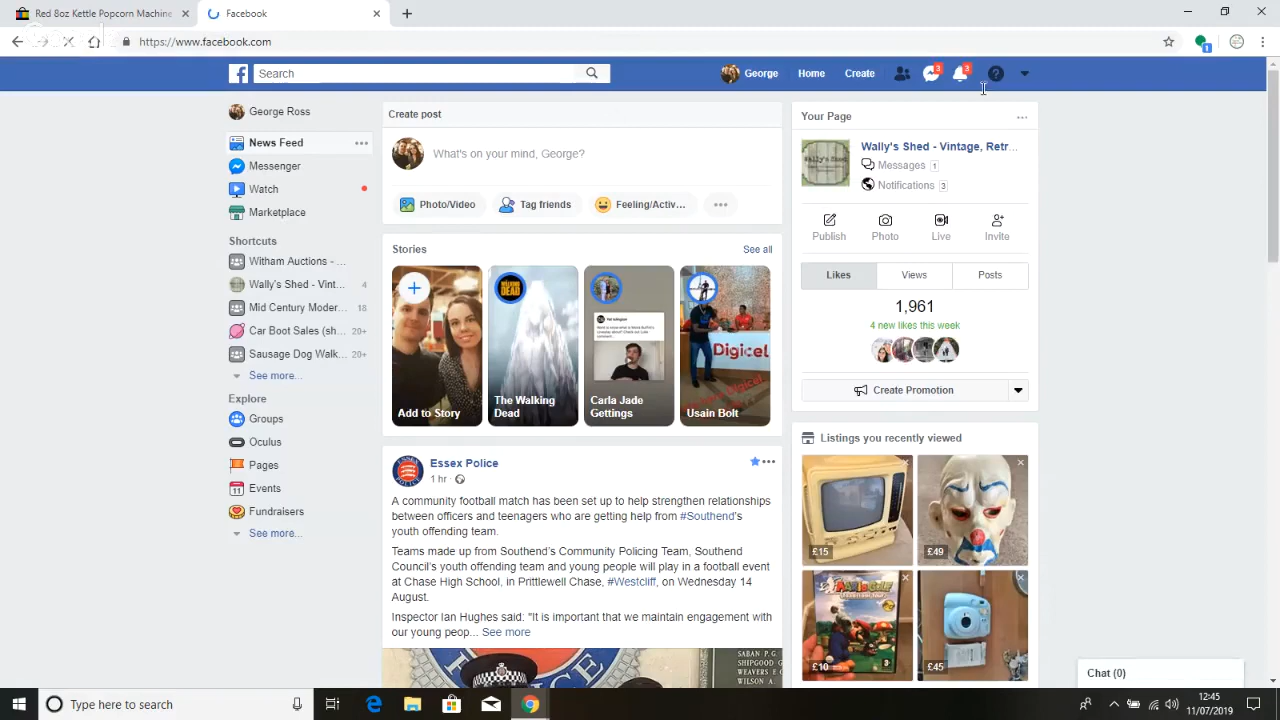 Red 8oz Kettle Popcorn Machine
Facebook
https://www.facebook.com
1
Search
George
Home
Create
3
3
George Ross
News Feed
Messenger
Watch
Marketplace
Shortcuts
Witham Auctions - ...
Wally's Shed - Vint... 4
Mid Century Moder... 18
Car Boot Sales (sh... 20+
Sausage Dog Walk... 20+
See more...
Explore
Groups
Oculus
Pages
Events
Fundraisers
See more...
Create post
What's on your mind, George?
Photo/Video
Tag friends
Feeling/Activ...
Stories
See all
Add to Story
The Walking
Dead
Carla Jade
Gettings
Digicel
Usain Bolt
Essex Police
1 hr ·
A community football match has been set up to help strengthen relationships
between officers and teenagers who are getting help from #Southend's
youth offending team.
Teams made up from Southend's Community Policing Team, Southend
Council's youth offending team and young people will play in a football event
at Chase High School, in Prittlewell Chase, #Westcliff, on Wednesday 14
August.
Inspector Ian Hughes said: "It is important that we maintain engagement with
our young peop... See more
Your Page
Wally's Shed - Vintage, Retr...
Messages 1
Notifications 3
Publish
Photo
Live
Invite
Likes
Views
Posts
1,961
4 new likes this week
Create Promotion
Listings you recently viewed
£15
£49
£10
£45
Chat (0)
Type here to search
12:45
11/07/2019